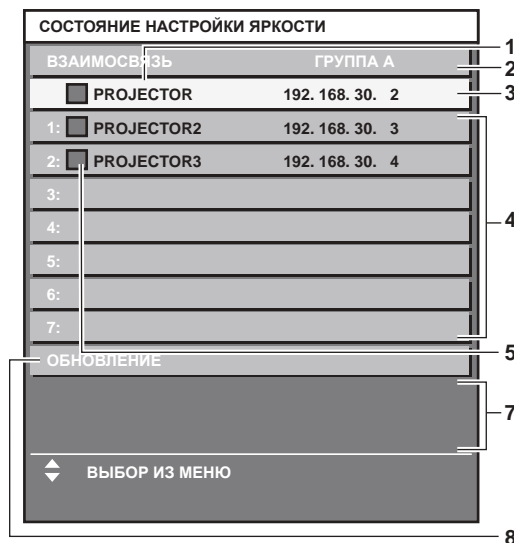 СОСТОЯНИЕ НАСТРОЙКИ ЯРКОСТИ
ВЗАИМОСВЯЗЬ ГРУППА A
PROJECTOR 192. 168. 30. 2
1: PROJECTOR2 192. 168. 30. 3
2: PROJECTOR3 192. 168. 30. 4
3:
4:
5:
6:
7:
ОБНОВЛЕНИЕ
ВЫБОР ИЗ МЕНЮ
1
2
3
4
5
7
8